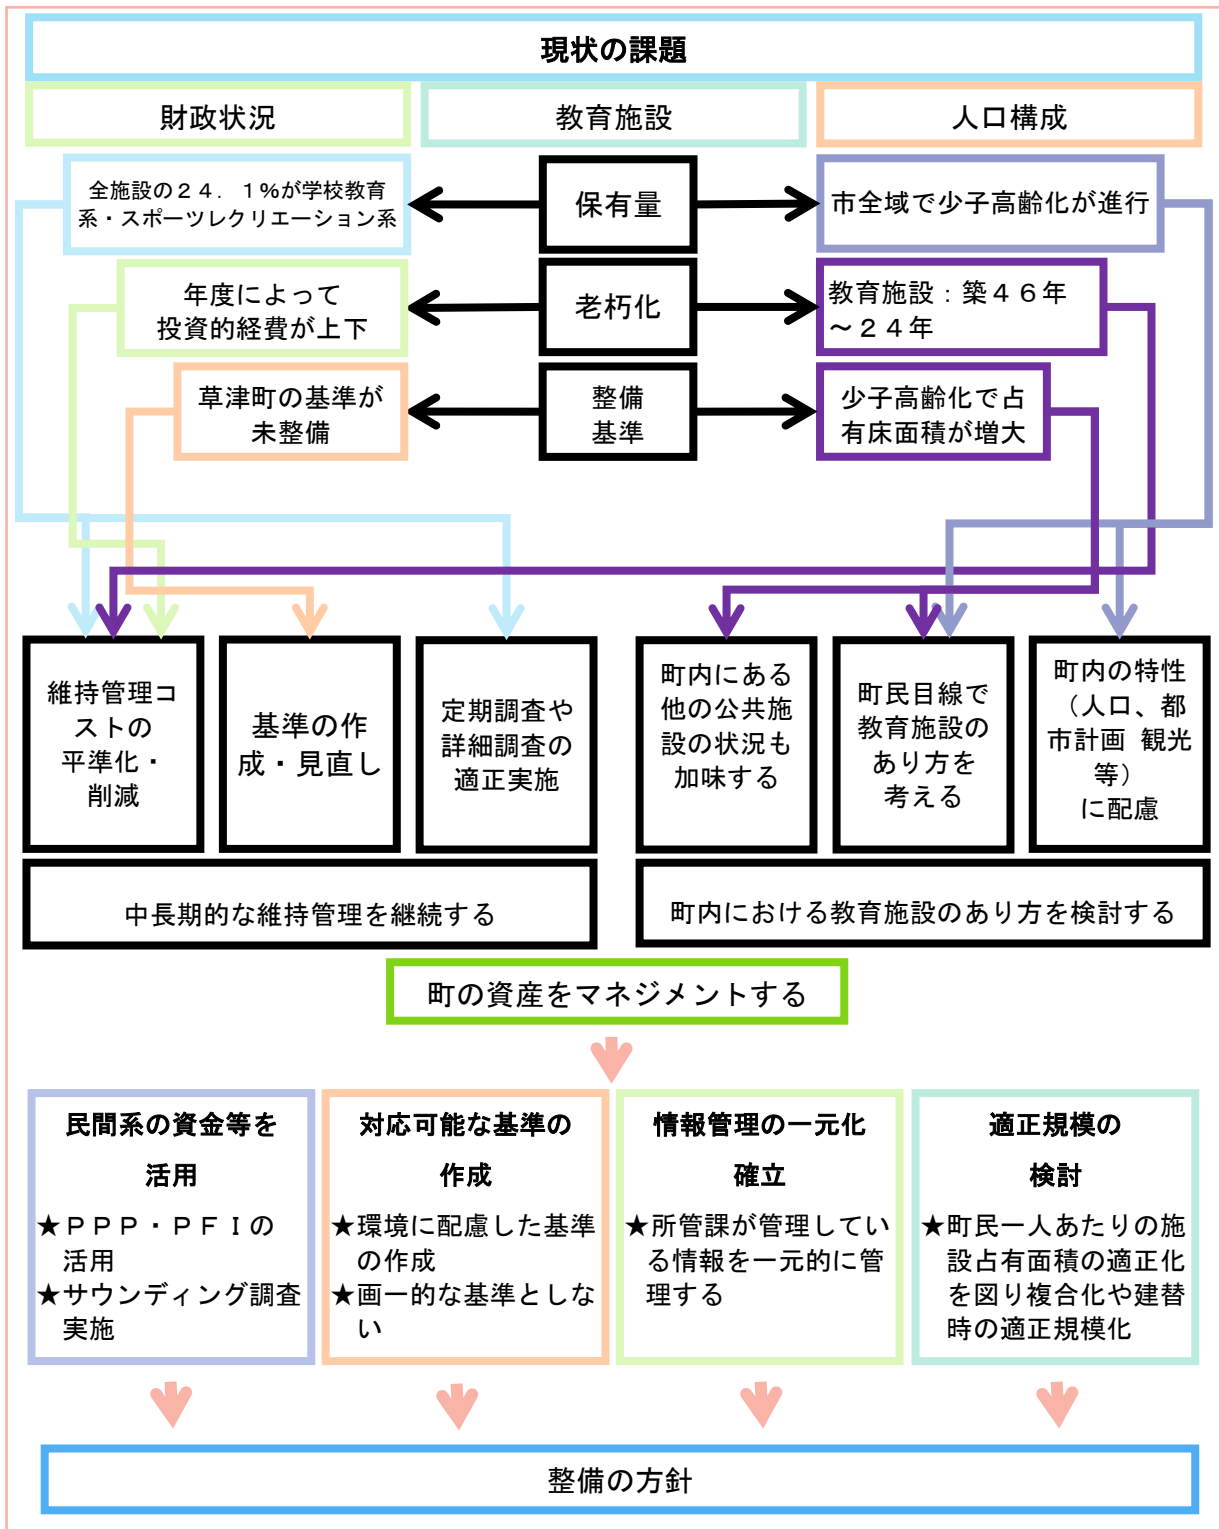 現状の課題
財政状況
教育施設
人口構成
全施設の２４．１%が学校教育
系・スポーツレクリエーション系
保有量
市全域で少子高齢化が進行
年度によって
投資的経費が上下
老朽化
教育施設：築４６年
～２４年
草津町の基準が
未整備
整備
基準
少子高齢化で占
有床面積が増大
維持管理コ
ストの
平準化・
削減
基準の作
成・見直し
定期調査や
詳細調査の
適正実施
町内にある
他の公共施
設の状況も
加味する
町民目線で
教育施設の
あり方を
考える
町内の特性
（人口、都
市計画 観光
等）
に配慮
中長期的な維持管理を継続する
町内における教育施設のあり方を検討する
町の資産をマネジメントする
民間系の資金等を
活用
★ＰＰＰ・ＰＦＩの
活用
★サウンディング調査
実施
対応可能な基準の
作成
★環境に配慮した基準
の作成
★画一的な基準としな
い
情報管理の一元化
確立
★所管課が管理してい
る情報を一元的に管
理する
適正規模の
検討
★町民一人あたりの施
設占有面積の適正化
を図り複合化や建替
時の適正規模化
整備の方針